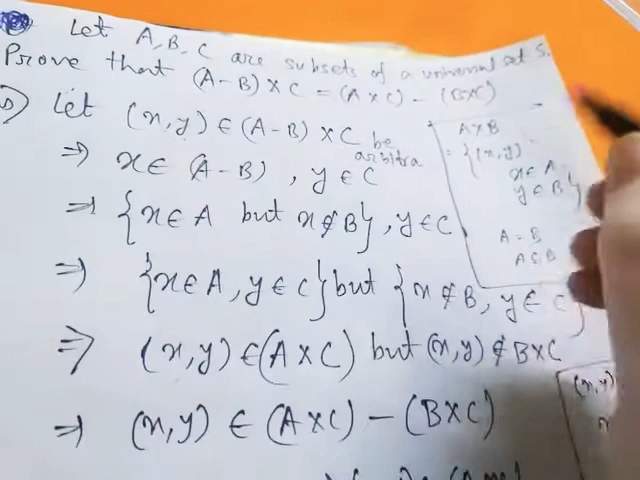 Let A, B, C are subsets of a universal set S.
Prove that (A-B) × C = (A × C) - (B×C)
Let (x, y) ∈ (A-B) × C be
arbitra
⇒ x ∈ (A-B) , y ∈ C
⇒ {x ∈ A but x ∉ B}, y ∈ C
⇒ {x ∈ A, y ∈ C} but {x ∉ B, y ∈ C}
⇒ (x, y) ∈ (A × C) but (x, y) ∉ B×C
⇒ (x, y) ∈ (A × C) - (B×C)
A×B
= {(x, y)
x ∈ A
y ∈ B}
A = B
A ⊆ B
(x, y)